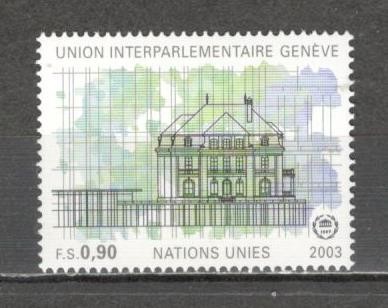 UNION INTERPARLEMENTAIRE GENÈVE
F.S. 0,90 NATIONS UNIES 2003